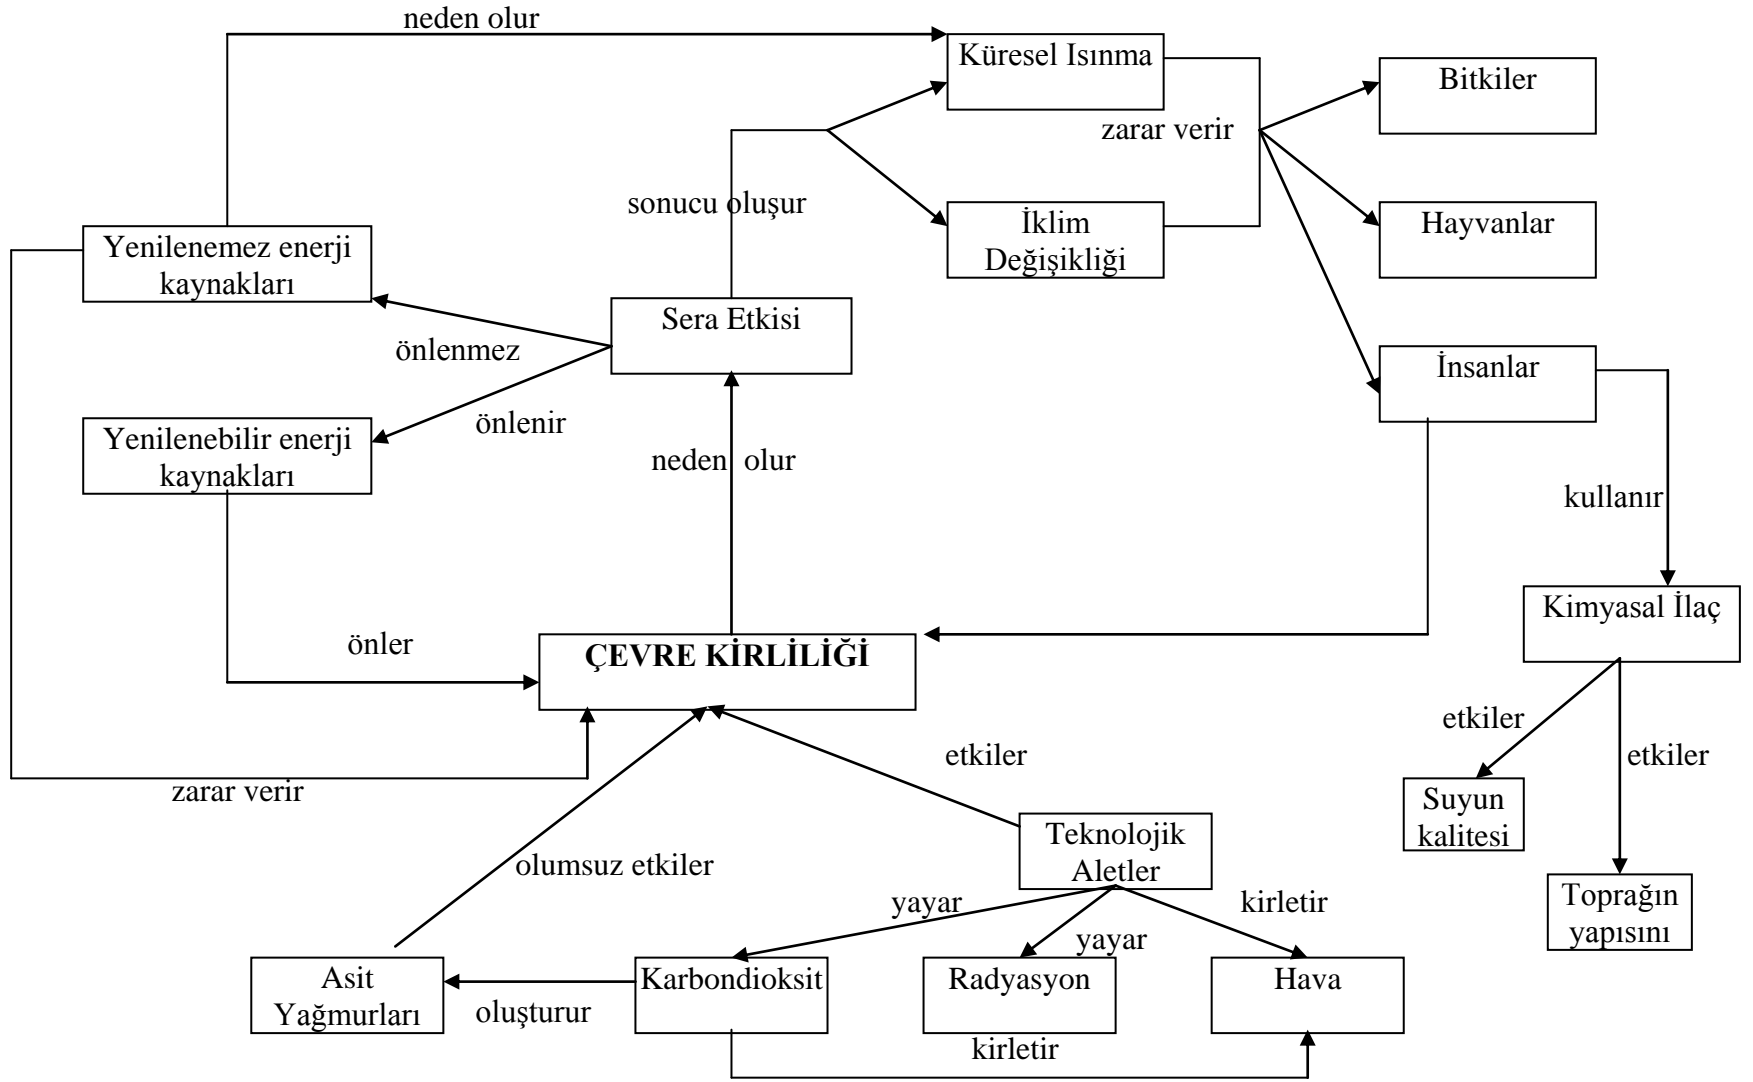 neden olur
Küresel Isınma
Bitkiler
zarar verir
sonucu oluşur
İklim
Değişikliği
Hayvanlar
Yenilenemez enerji
kaynakları
Sera Etkisi
önlenmez
İnsanlar
önlenir
Yenilenebilir enerji
kaynakları
neden olur
kullanır
Kimyasal İlaç
önler
ÇEVRE KİRLİLİĞİ
etkiler
etkiler
etkiler
zarar verir
Suyun
kalitesi
Teknolojik
Aletler
olumsuz etkiler
yayar
kirletir
Toprağın
yapısını
yayar
Asit
Yağmurları
Karbondioksit
Radyasyon
Hava
oluşturur
kirletir